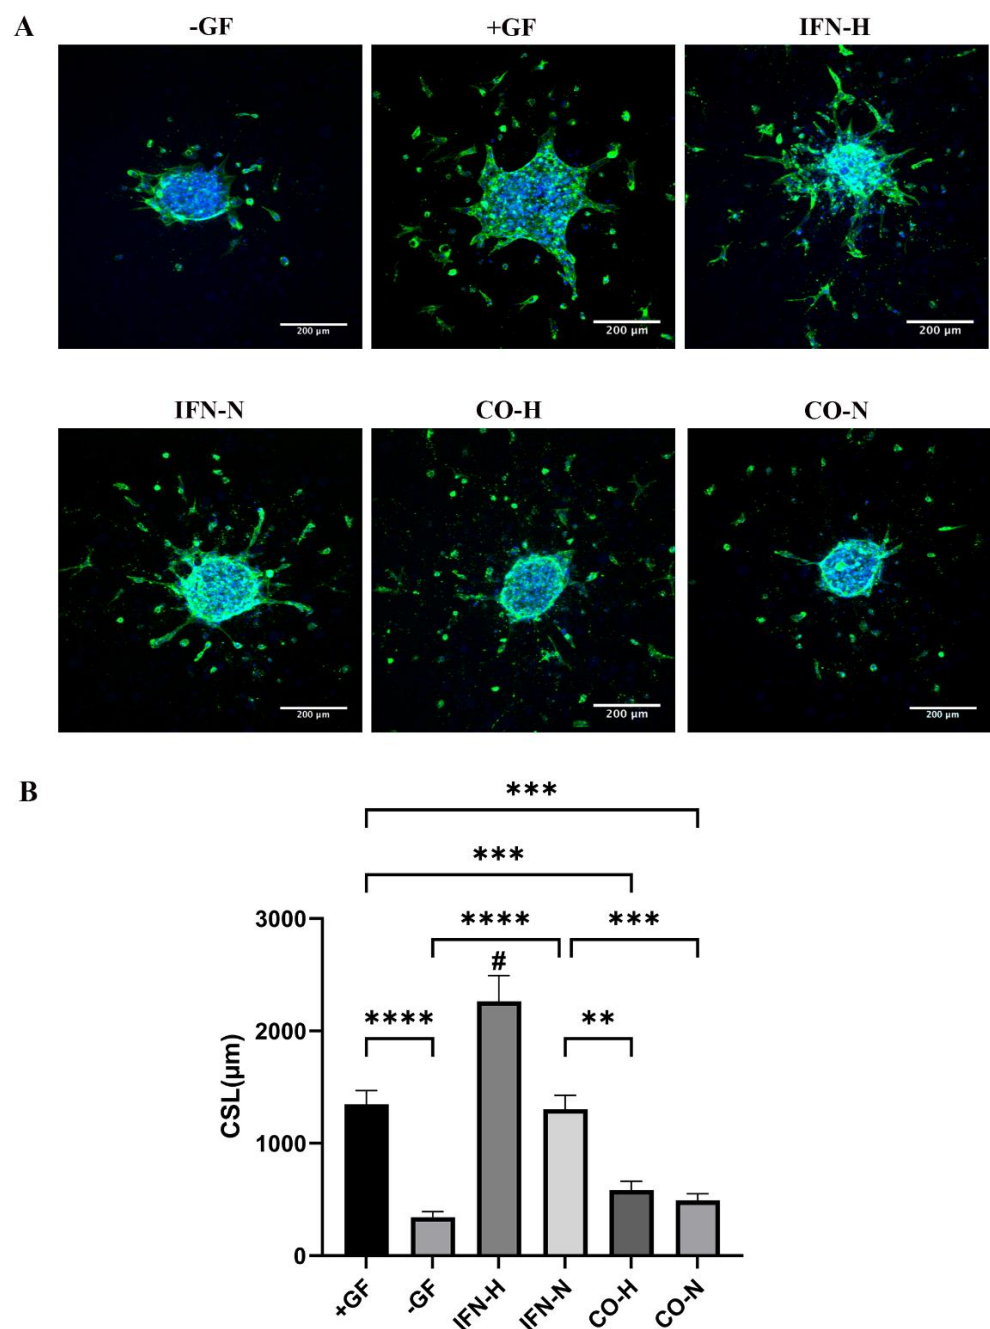 A
-GF
+GF
IFN-H
200 μm
200 μm
200 μm
IFN-N
CO-H
CO-N
200 μm
200 μm
200 μm
B
***
***
3000
****
***
#
2000
****
**
CSL(μm)
1000
0
+GF
-GF
IFN-H
IFN-N
CO-H
CO-N